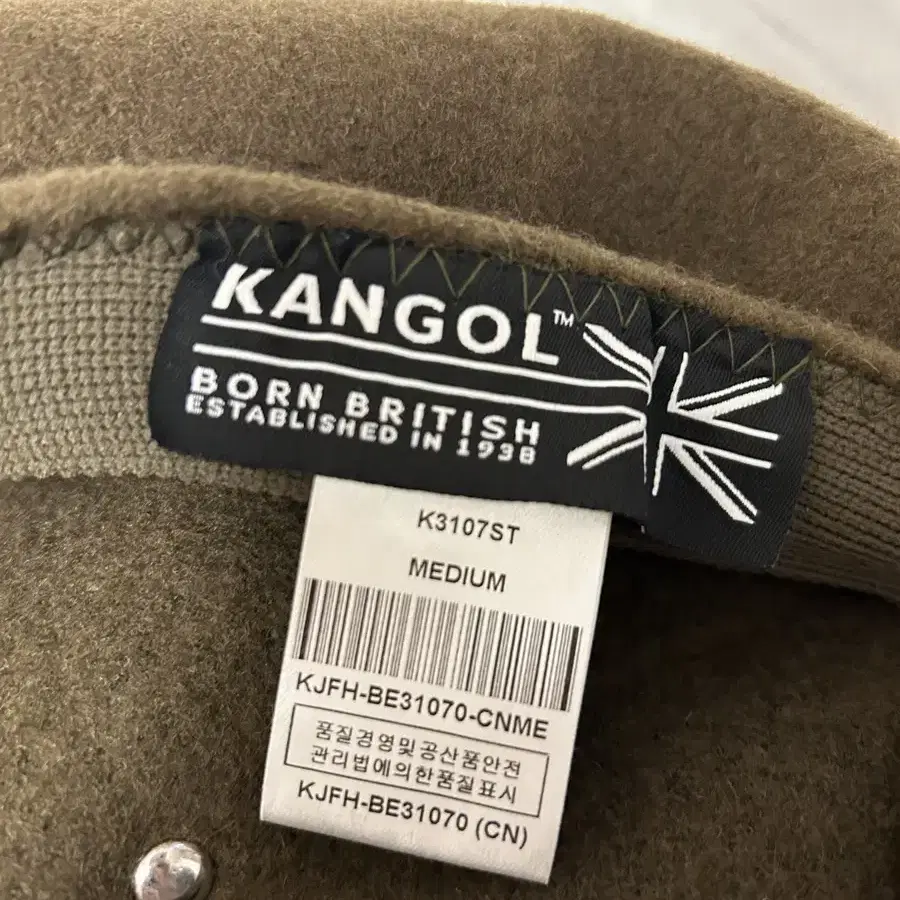 KANGOL™
BORN BRITISH
ESTABLISHED IN 1938
K3107ST
MEDIUM
KJFH-BE31070-CNME
품질경영및공산품안전
관리법에의한품질표시
KJFH-BE31070 (CN)